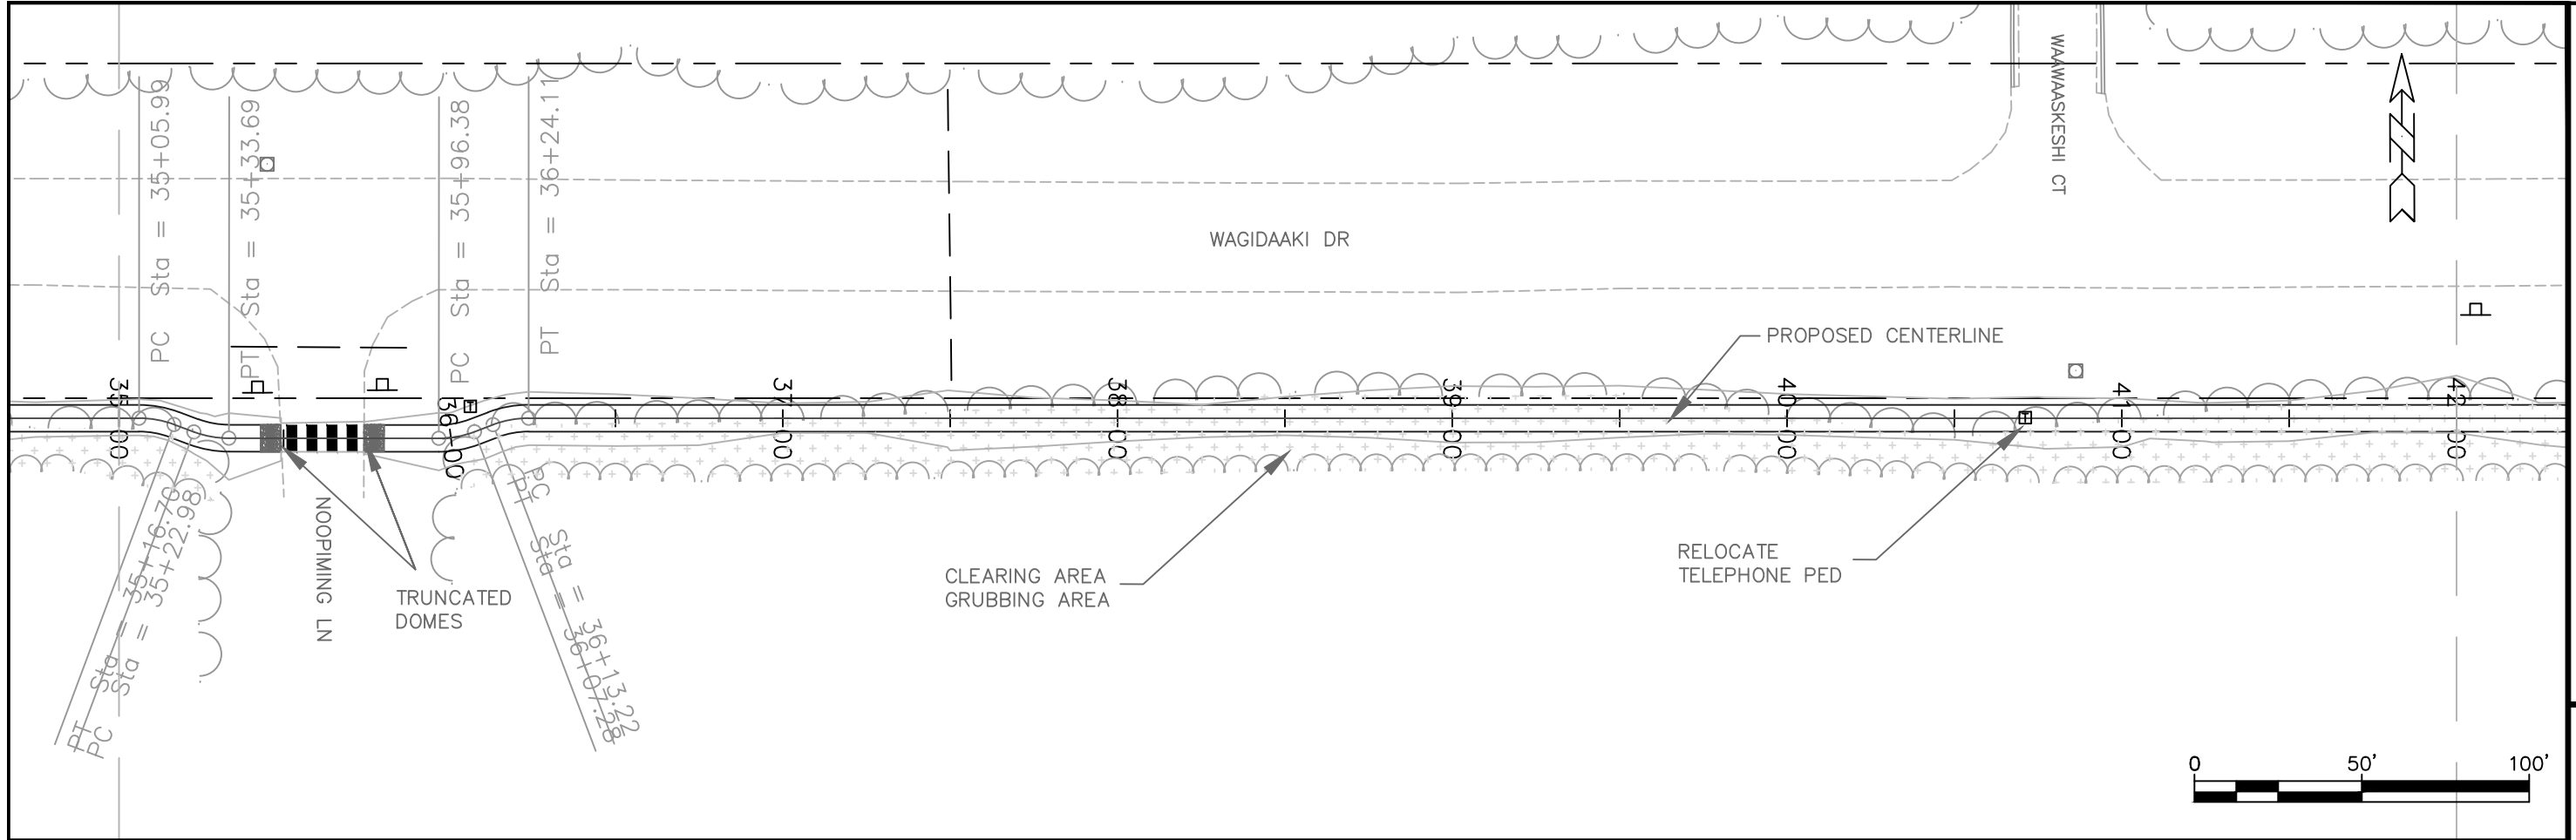 PC Sta = 35+05.99
PT Sta = 35+33.69
PC Sta = 35+96.38
PT Sta = 36+24.11
WAAWAASKESHI CT
WAGIDAAKI DR
PROPOSED CENTERLINE
35+00
36+00
37+00
38+00
39+00
40+00
41+00
42+00
PT Sta = 35+16.70
PC Sta = 35+22.98
NOOPIMING LN
TRUNCATED
DOMES
PC Sta = 36+13.22
PT Sta = 36+07.28
CLEARING AREA
GRUBBING AREA
RELOCATE
TELEPHONE PED
0 50' 100'